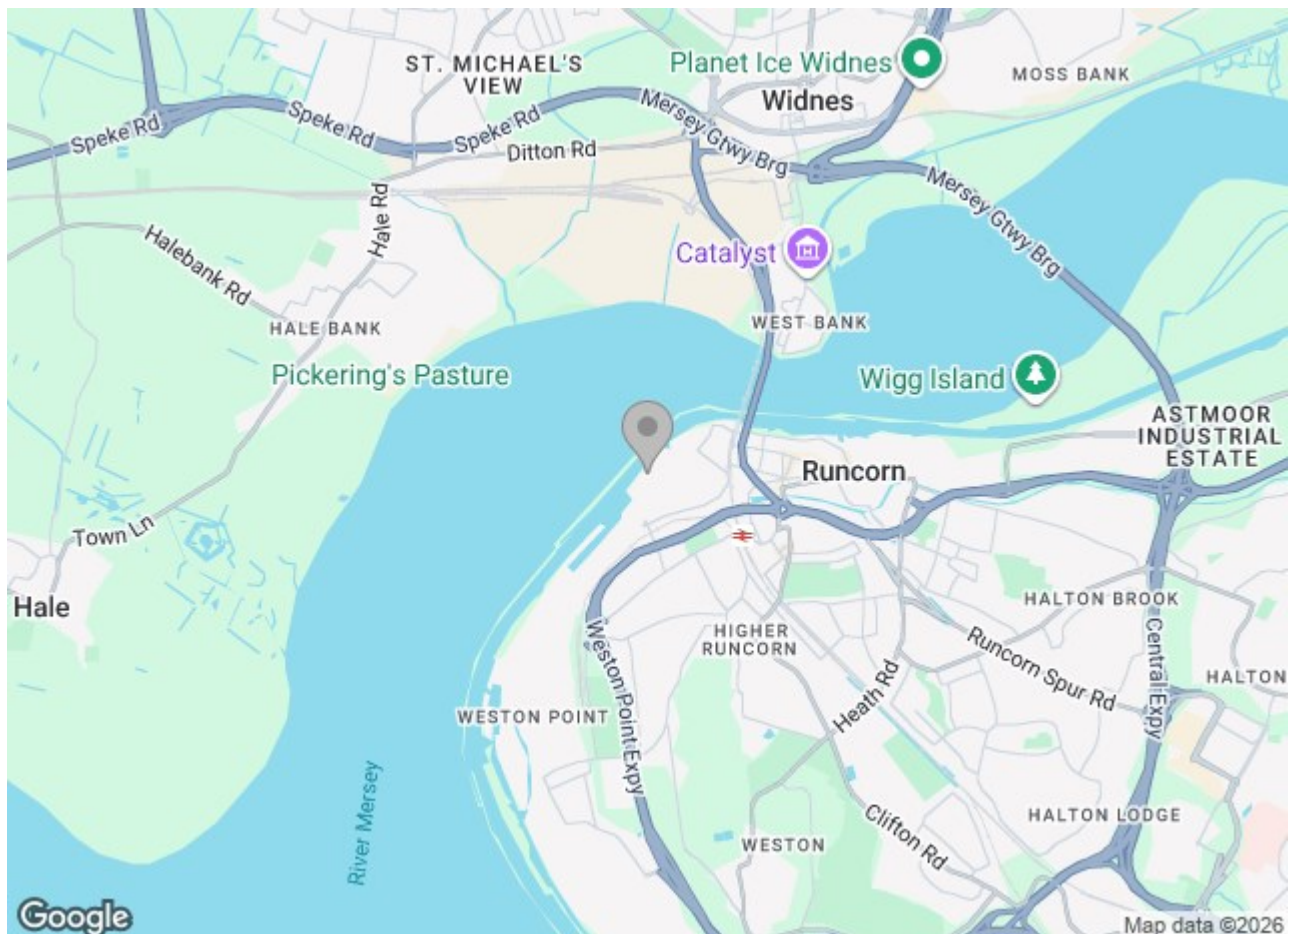 ST. MICHAEL'S
VIEW
Planet Ice Widnes
MOSS BANK
Widnes
Speke Rd
Speke Rd
Speke Rd
Mersey Gtwy Brg
Ditton Rd
Mersey Gtwy Brg
Hale Rd
Halebank Rd
Catalyst
HALE BANK
WEST BANK
Pickering's Pasture
Wigg Island
ASTMOOR
INDUSTRIAL
ESTATE
Runcorn
Town Ln
Hale
HALTON BROOK
HIGHER
RUNCORN
Runcorn Spur Rd
Central Expy
HALTON
Weston Point Expy
Heath Rd
WESTON POINT
River Mersey
HALTON LODGE
WESTON
Clifton Rd
Google
Map data ©2026